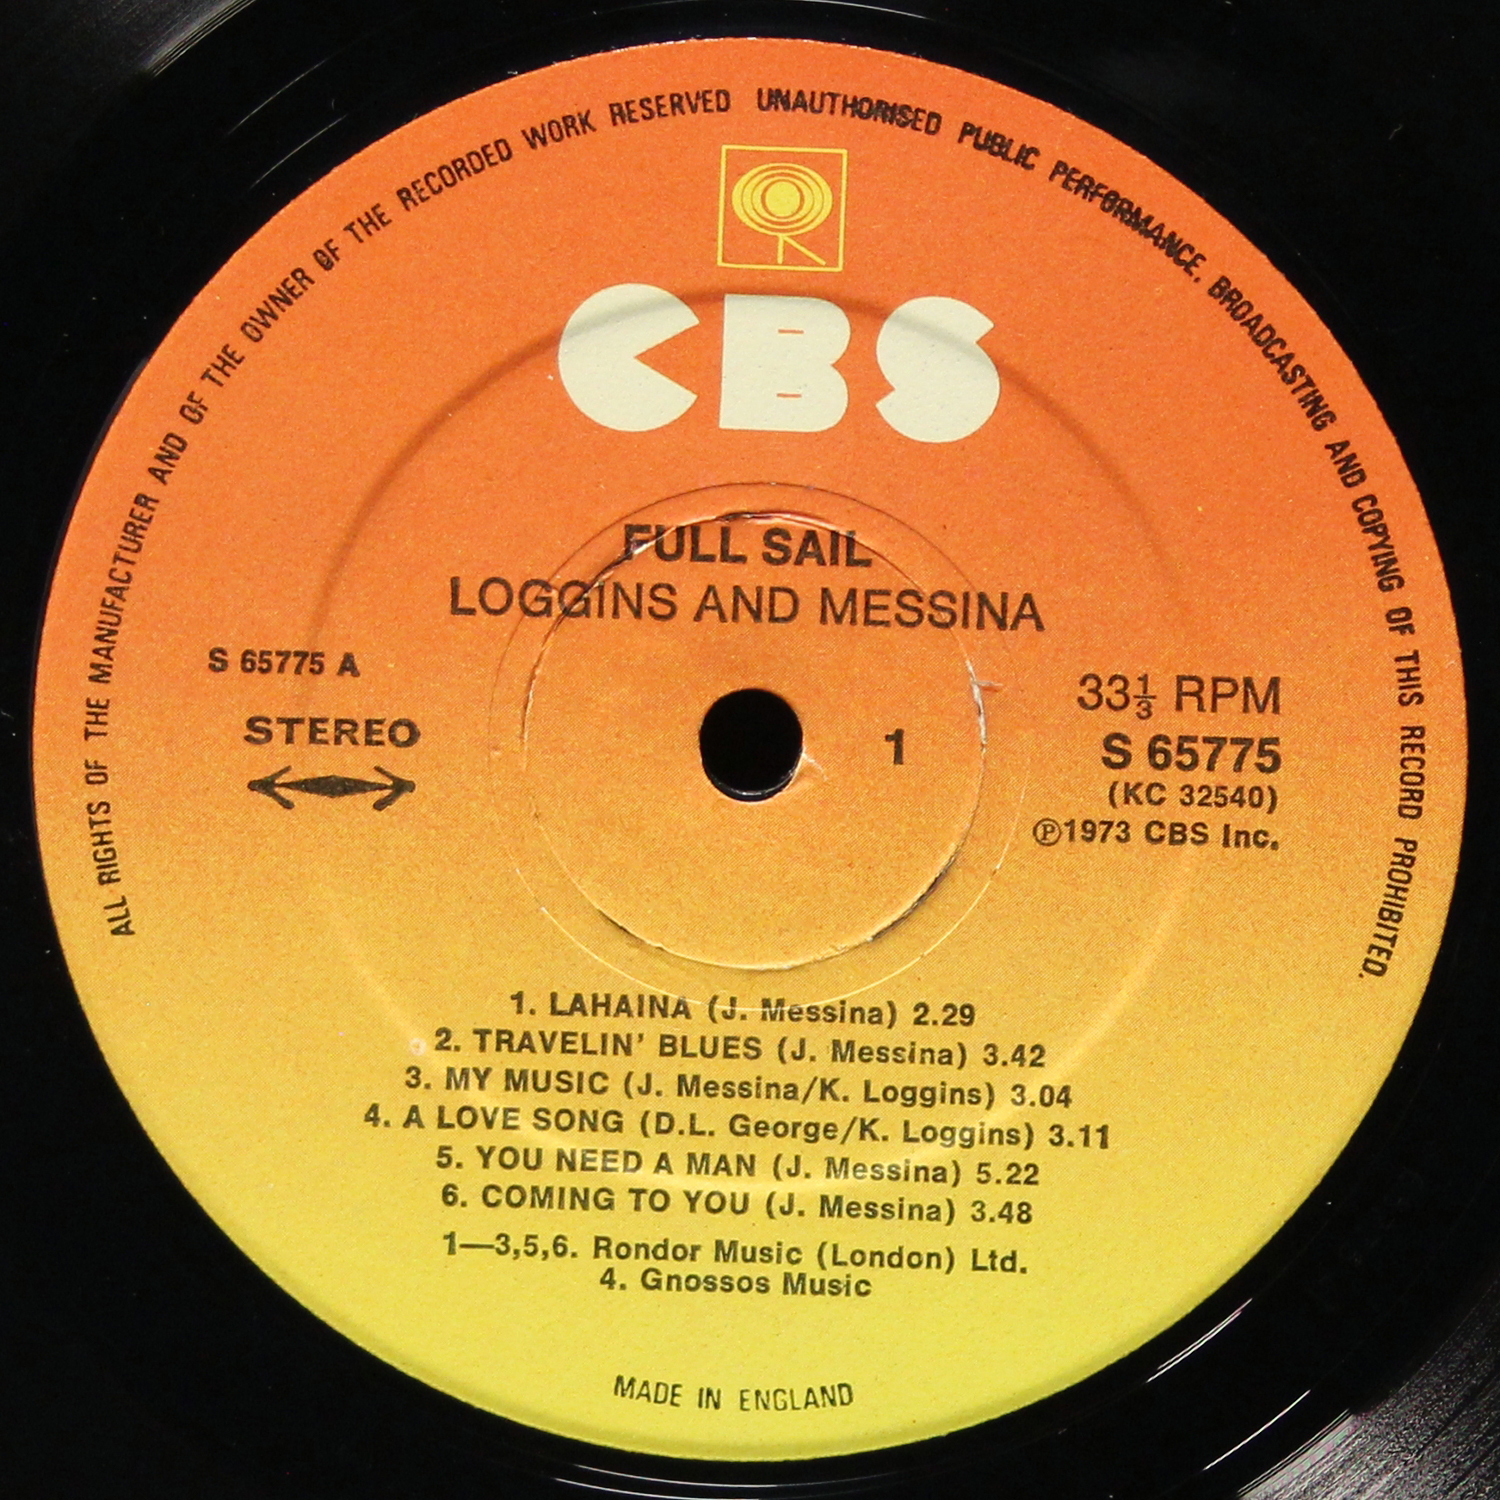 ALL RIGHTS OF THE MANUFACTURER AND OF THE OWNER OF THE RECORDED WORK RESERVED UNAUTHORISED PUBLIC PERFORMANCE, BROADCASTING AND COPYING OF THIS RECORD PROHIBITED.
CBS
FULL SAIL
LOGGINS AND MESSINA
S 65775 A
STEREO
1
33⅓ RPM
S 65775
(KC 32540)
℗1973 CBS Inc.
1. LAHAINA (J. Messina) 2.29
2. TRAVELIN' BLUES (J. Messina) 3.42
3. MY MUSIC (J. Messina/K. Loggins) 3.04
4. A LOVE SONG (D.L. George/K. Loggins) 3.11
5. YOU NEED A MAN (J. Messina) 5.22
6. COMING TO YOU (J. Messina) 3.48
1—3,5,6. Rondor Music (London) Ltd.
4. Gnossos Music
MADE IN ENGLAND